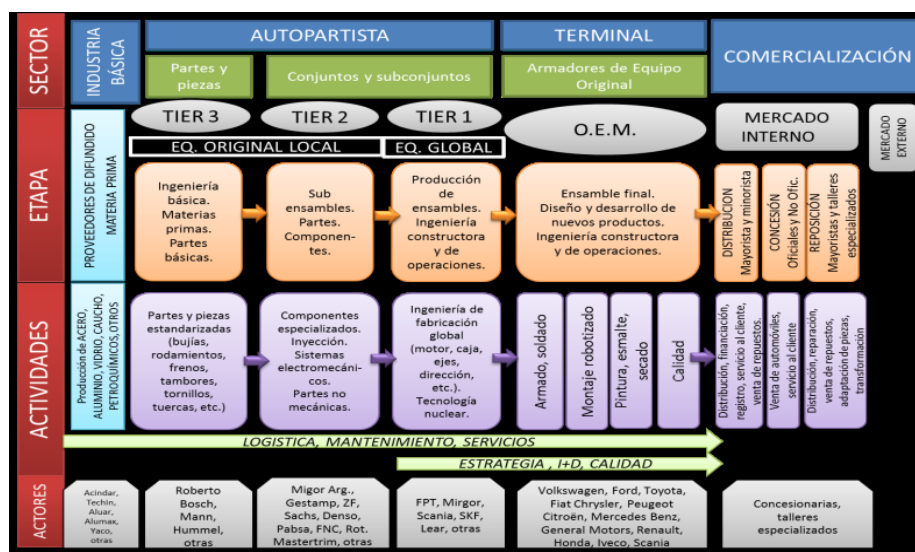 SECTOR
INDUSTRIA
BÁSICA
AUTOPARTISTA
Partes y
piezas
Conjuntos y subconjuntos
TERMINAL
Armadores de Equipo
Original
COMERCIALIZACIÓN
ETAPA
PROVEEDORES DE DIFUNDIDO
MATERIA PRIMA
TIER 3
TIER 2
TIER 1
O.E.M.
MERCADO
INTERNO
MERCADO
EXTERNO
EQ. ORIGINAL LOCAL
EQ. GLOBAL
Ingeniería
básica.
Materias
primas.
Partes
básicas.
Sub
ensambles.
Partes.
Componen-
tes.
Producción
de
ensambles.
Ingeniería
constructora
y de
operaciones.
Ensamble final.
Diseño y desarrollo de
nuevos productos.
Ingeniería constructora
y de operaciones.
DISTRIBUCION
Mayorista y minorista
CONCESIÓN
Oficiales y No Ofic.
REPOSICIÓN
Mayoristas y talleres
especializados
ACTIVIDADES
Producción de ACERO,
ALUMINIO, VIDRIO, CAUCHO,
PETROQUÍMICOS,OTROS
Partes y piezas
estandarizadas
(bujías,
rodamientos,
frenos,
tambores,
tornillos,
tuercas, etc.)
Componentes
especializados.
Inyección.
Sistemas
electromecáni-
cos.
Partes no
mecánicas.
Ingeniería de
fabricación
global
(motor, caja,
ejes,
dirección,
etc.).
Tecnología
nuclear.
Armado, soldado
Montaje robotizado
Pintura, esmalte,
secado
Calidad
Distribución, financiación,
registro, servicio al cliente,
venta de repuestos.
Venta de automóviles,
servicio al cliente
Distribución, reparación,
venta de repuestos,
adaptación de piezas,
transformación
LOGISTICA, MANTENIMIENTO, SERVICIOS
ESTRATEGIA , I+D, CALIDAD
ACTORES
Acindar,
Techin,
Aluar,
Alumax,
Yaco,
otras
Roberto
Bosch,
Mann,
Hummel,
otras
Migor Arg.,
Gestamp, ZF,
Sachs, Denso,
Pabsa, FNC, Rot.
Mastertrim, otras
FPT, Mirgor,
Scania, SKF,
Lear, otras
Volkswagen, Ford, Toyota,
Fiat Chrysler, Peugeot
Citroën, Mercedes Benz,
General Motors, Renault,
Honda, Iveco, Scania
Concesionarias,
talleres
especializados